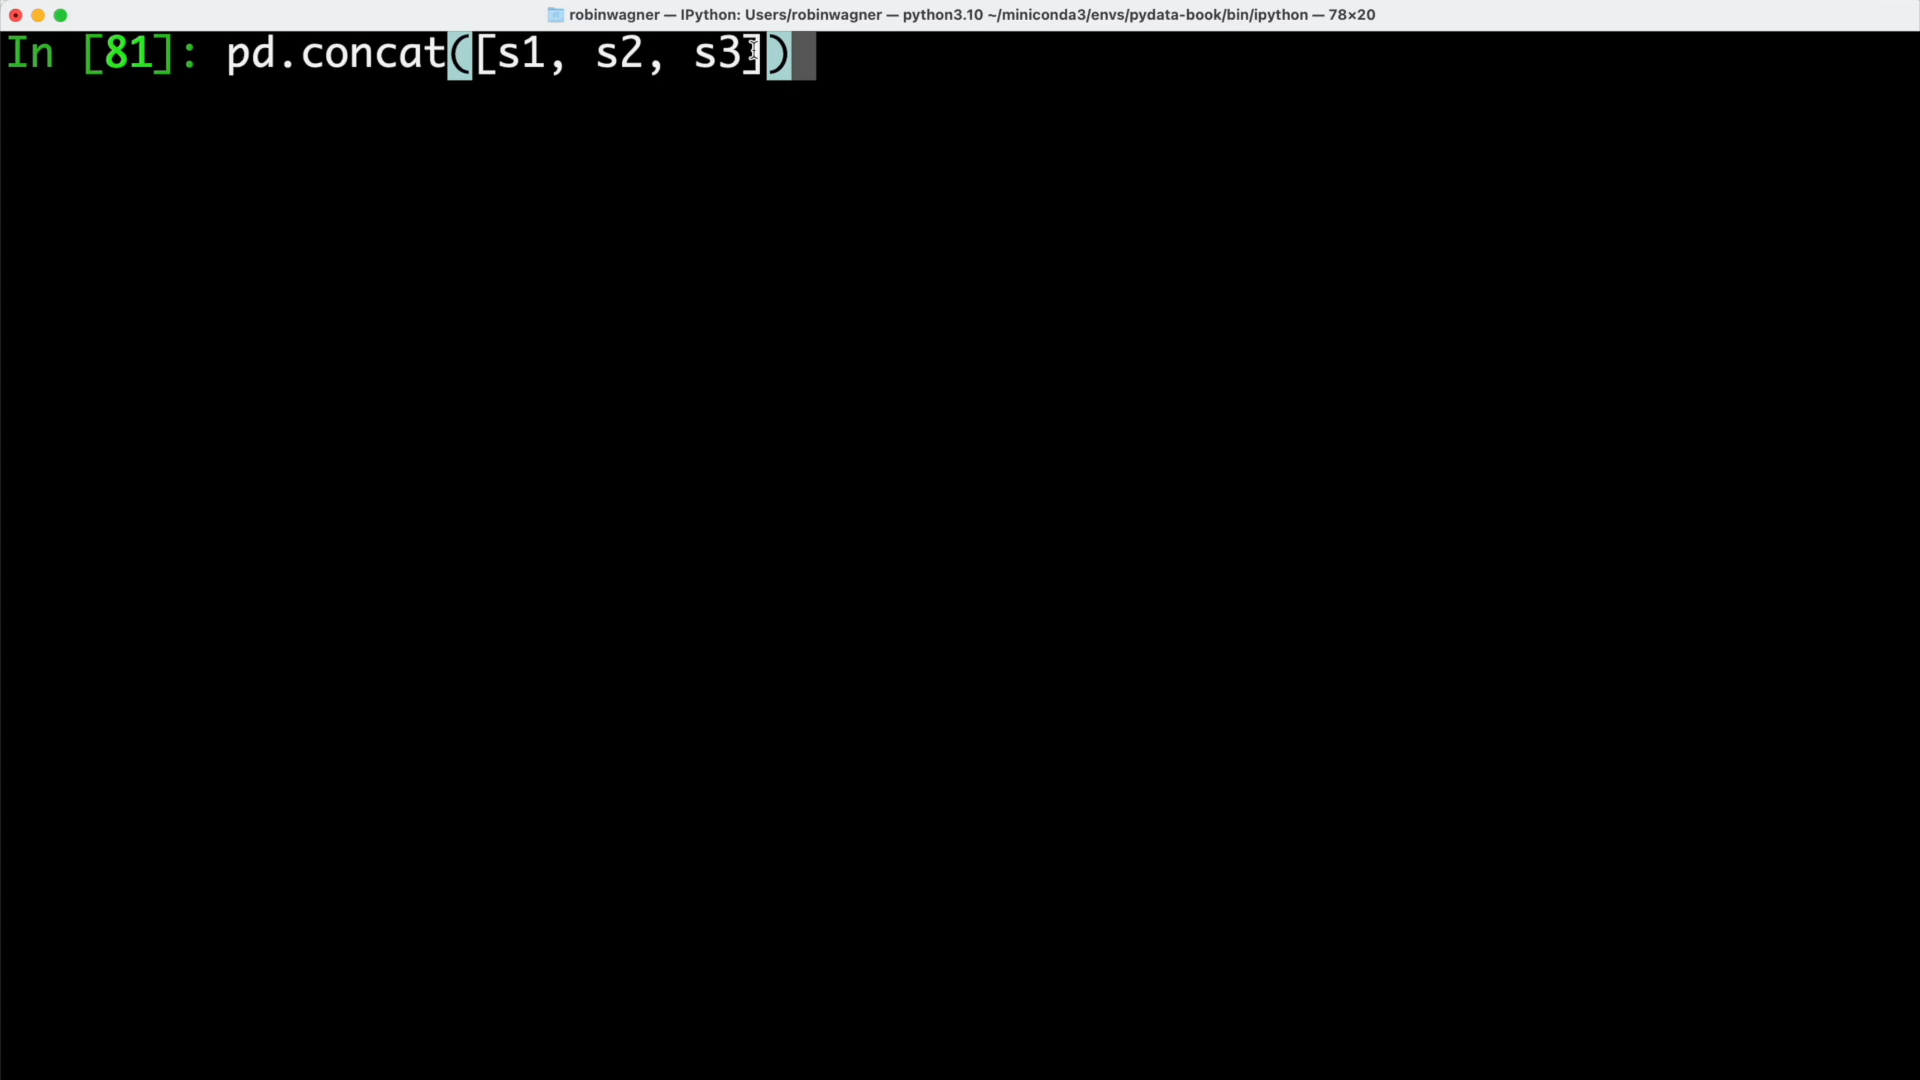 robinwagner — IPython: Users/robinwagner — python3.10 ~/miniconda3/envs/pydata-book/bin/ipython — 78×20
In [81]: pd.concat([s1, s2, s3])